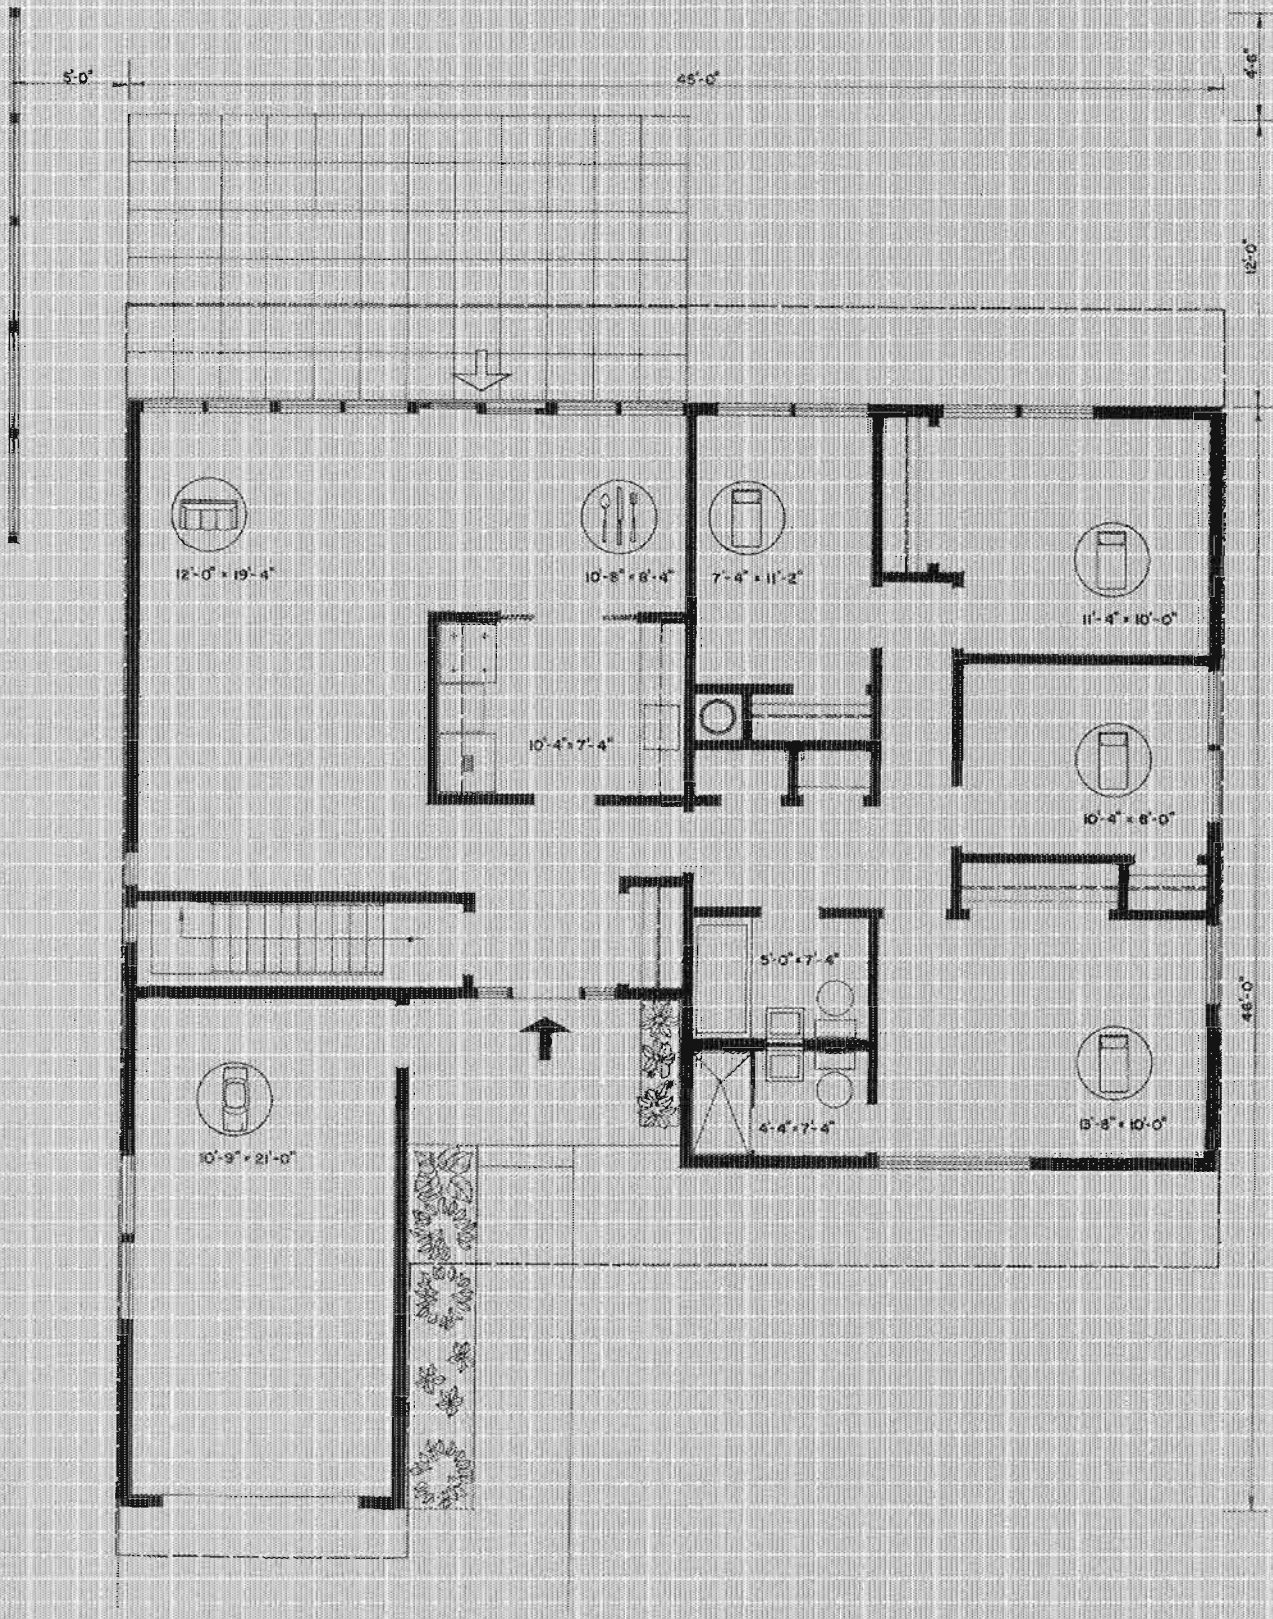 5'-0"
45'-0"
4'-6"
12'-0"
12'-0" × 19'-4"
10'-8" × 8'-4"
7'-4" × 11'-2"
11'-4" × 10'-0"
10'-4" × 7'-4"
10'-4" × 8'-0"
5'-0" × 7'-4"
46'-0"
4'-4" × 7'-4"
13'-8" × 10'-0"
10'-9" × 21'-0"